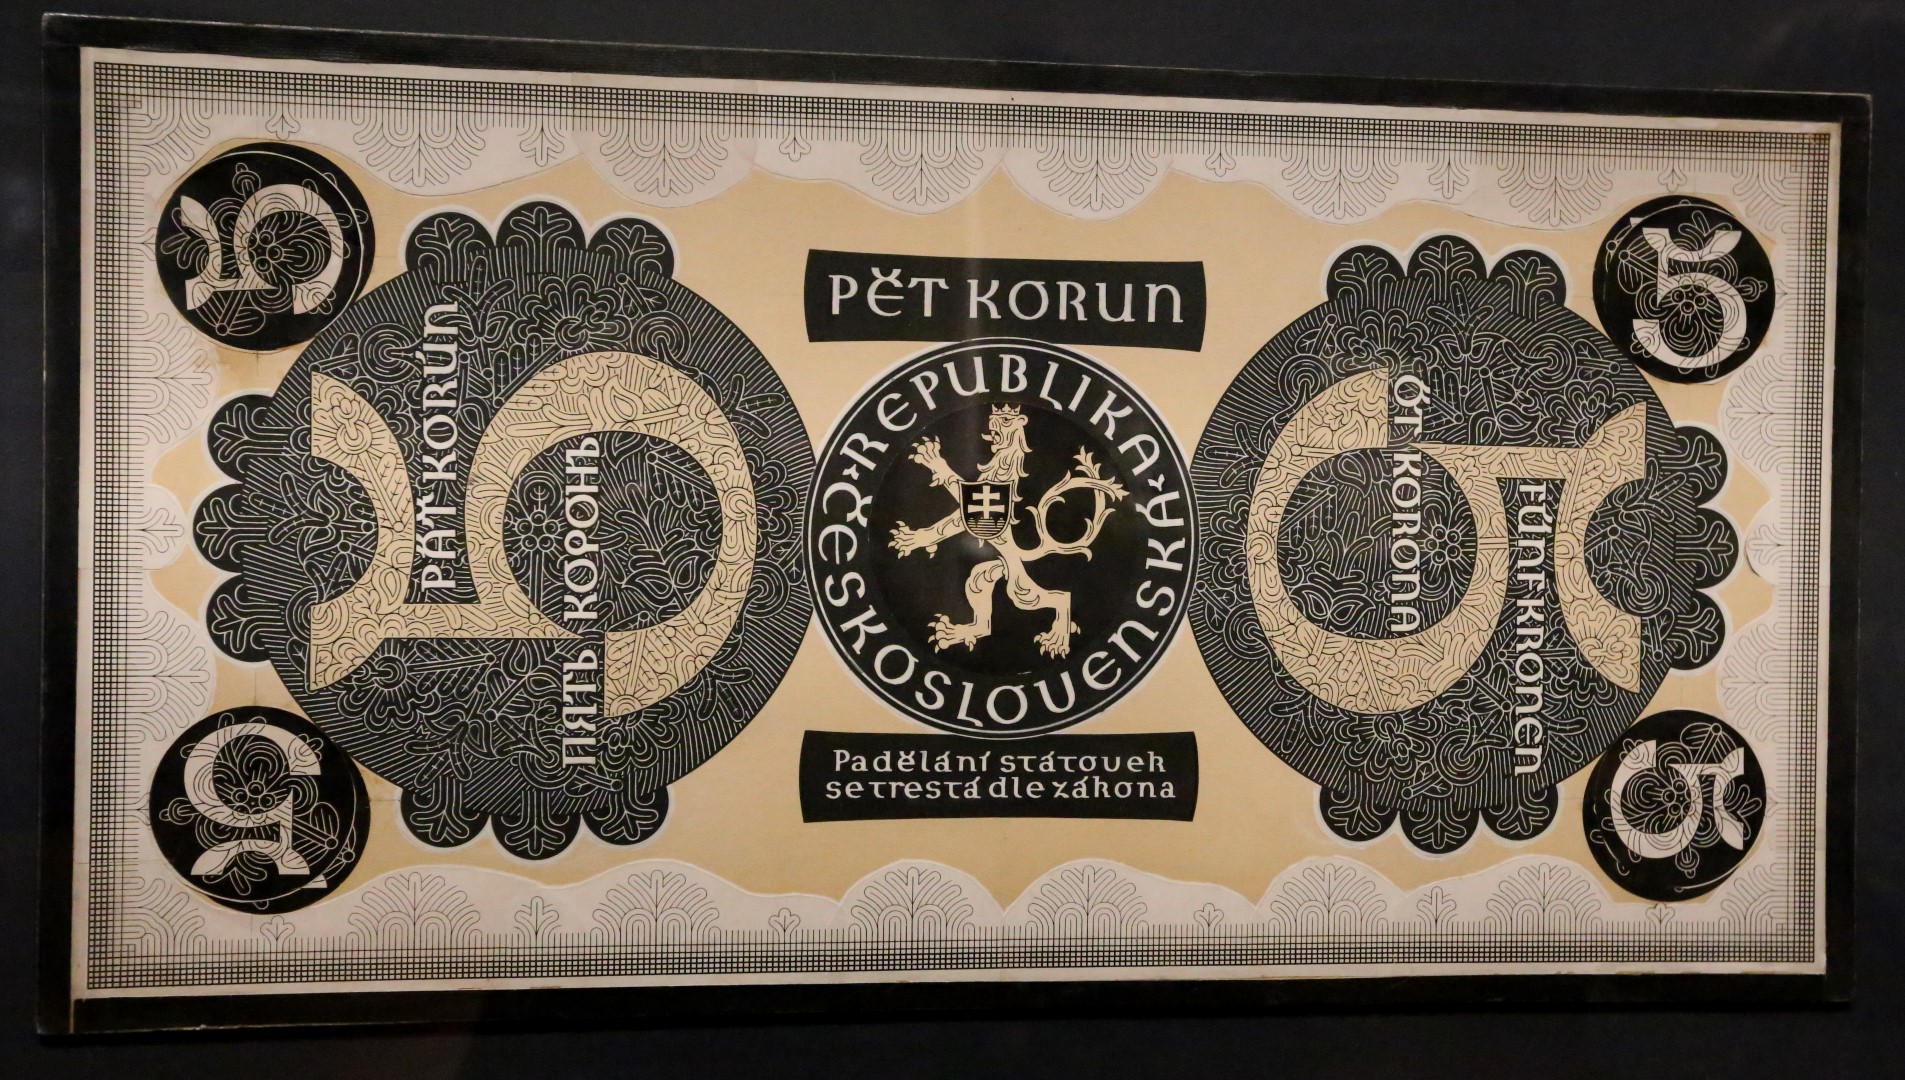 5
PÄŤ KORÚN
ПЯТЬ КОРОНЪ
5
5
5
PĚT KORUN
REPUBLIKA
ČESKOSLOVENSKÁ
Padělání státovek
se trestá dle zákona
5
ÖT KORONA
FÜNF KRONEN
5
5